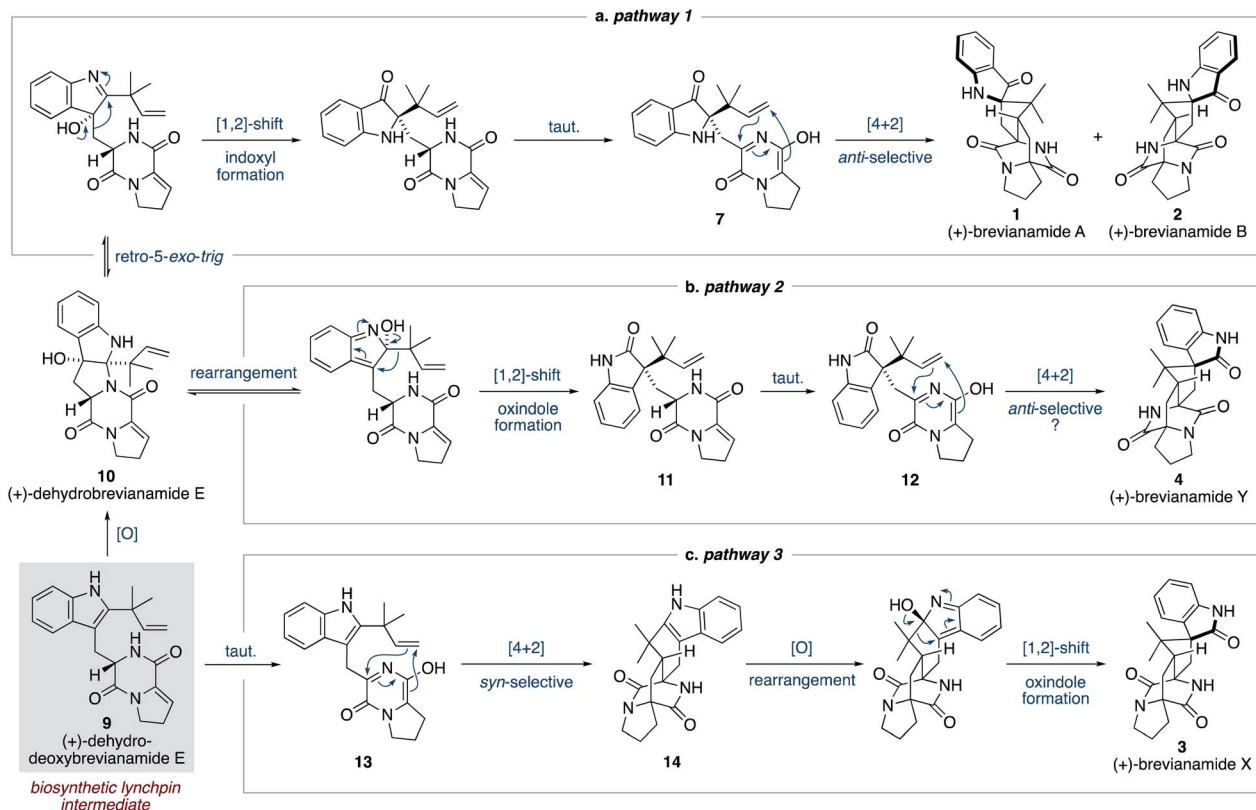 a. pathway 1
[1,2]-shift
indoxyl
formation
taut.
[4+2]
anti-selective
7
+
1
(+)-brevianamide A
2
(+)-brevianamide B
retro-5-exo-trig
b. pathway 2
10
(+)-dehydrobrevianamide E
rearrangement
[1,2]-shift
oxindole
formation
11
taut.
12
[4+2]
anti-selective
?
4
(+)-brevianamide Y
[O]
c. pathway 3
9
(+)-dehydro-
deoxybrevianamide E
biosynthetic lynchpin
intermediate
taut.
13
[4+2]
syn-selective
14
[O]
rearrangement
[1,2]-shift
oxindole
formation
3
(+)-brevianamide X